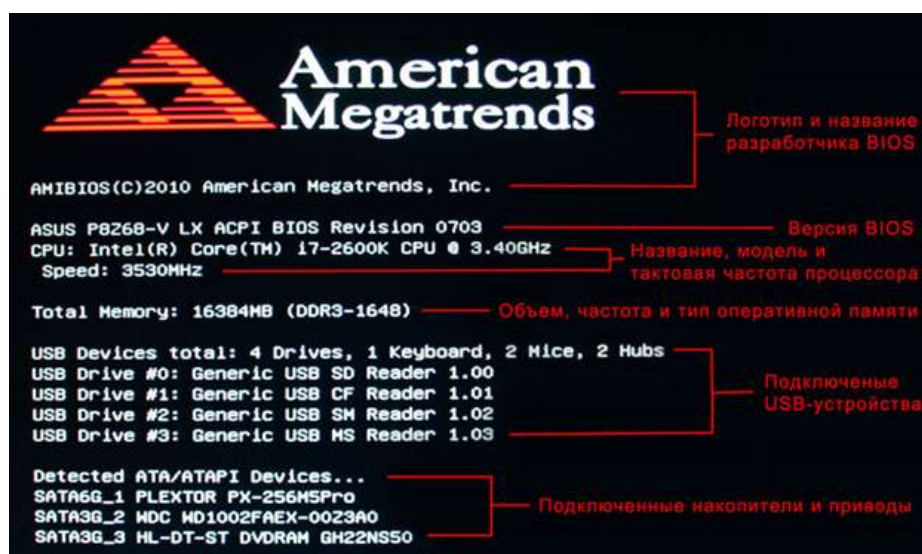 American
Megatrends
Логотип и название
разработчика BIOS
AMIBIOS(C)2010 American Megatrends, Inc.
ASUS P8Z68-V LX ACPI BIOS Revision 0703
Версия BIOS
CPU: Intel(R) Core(TM) i7-2600K CPU @ 3.40GHz
Speed: 3530MHz
Название, модель и
тактовая частота процессора
Total Memory: 16384MB (DDR3-1648)
Объем, частота и тип оперативной памяти
USB Devices total: 4 Drives, 1 Keyboard, 2 Mice, 2 Hubs
USB Drive #0: Generic USB SD Reader 1.00
USB Drive #1: Generic USB CF Reader 1.01
USB Drive #2: Generic USB SM Reader 1.02
USB Drive #3: Generic USB MS Reader 1.03
Подключеные
USB-устройства
Detected ATA/ATAPI Devices...
SATA6G_1 PLEXTOR PX-256M5Pro
SATA3G_2 WDC WD1002FAEX-00Z3A0
SATA3G_3 HL-DT-ST DVDRAM GH22NS50
Подключенные накопители и приводы